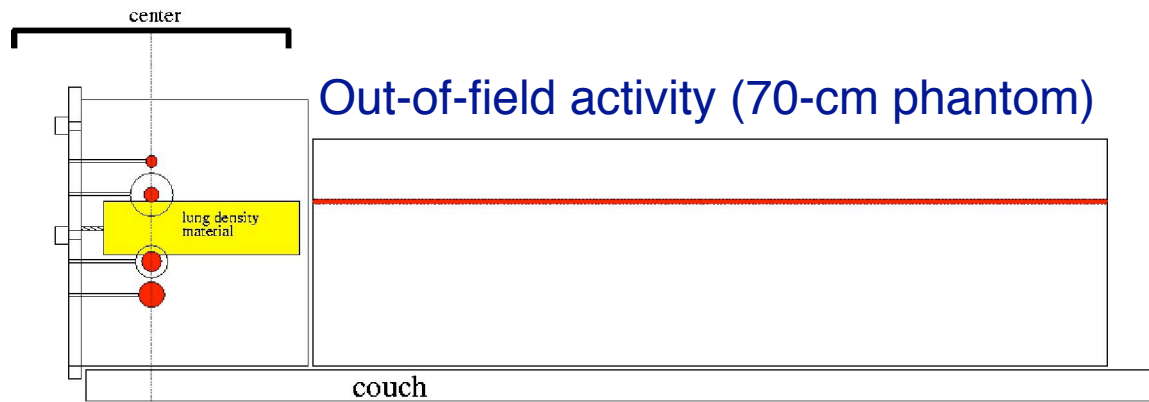 center
Out-of-field activity (70-cm phantom)
lung density
material
couch